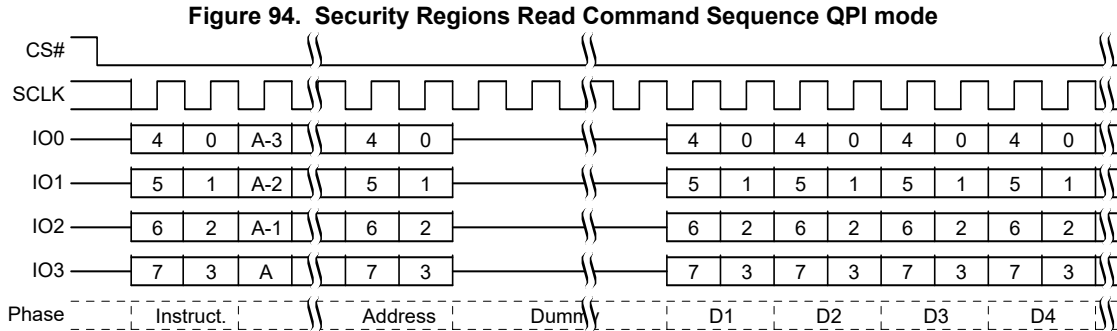 Figure 94. Security Regions Read Command Sequence QPI mode
CS#
SCLK
IO0 4 0 A-3 4 0 4 0 4 0 4 0 4 0
IO1 5 1 A-2 5 1 5 1 5 1 5 1 5 1
IO2 6 2 A-1 6 2 6 2 6 2 6 2 6 2
IO3 7 3 A 7 3 7 3 7 3 7 3 7 3
Phase Instruct. Address Dummy D1 D2 D3 D4